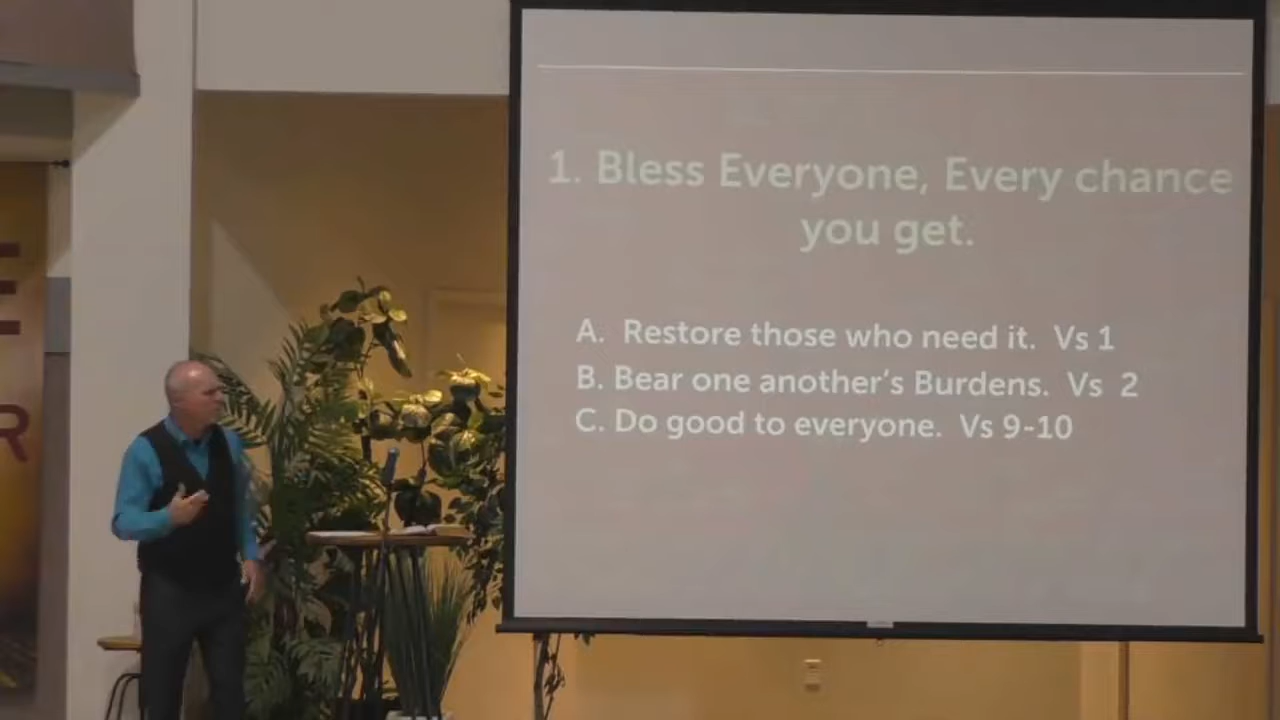 1. Bless Everyone, Every chance
you get.
A. Restore those who need it. Vs 1
B. Bear one another's Burdens. Vs 2
C. Do good to everyone. Vs 9-10